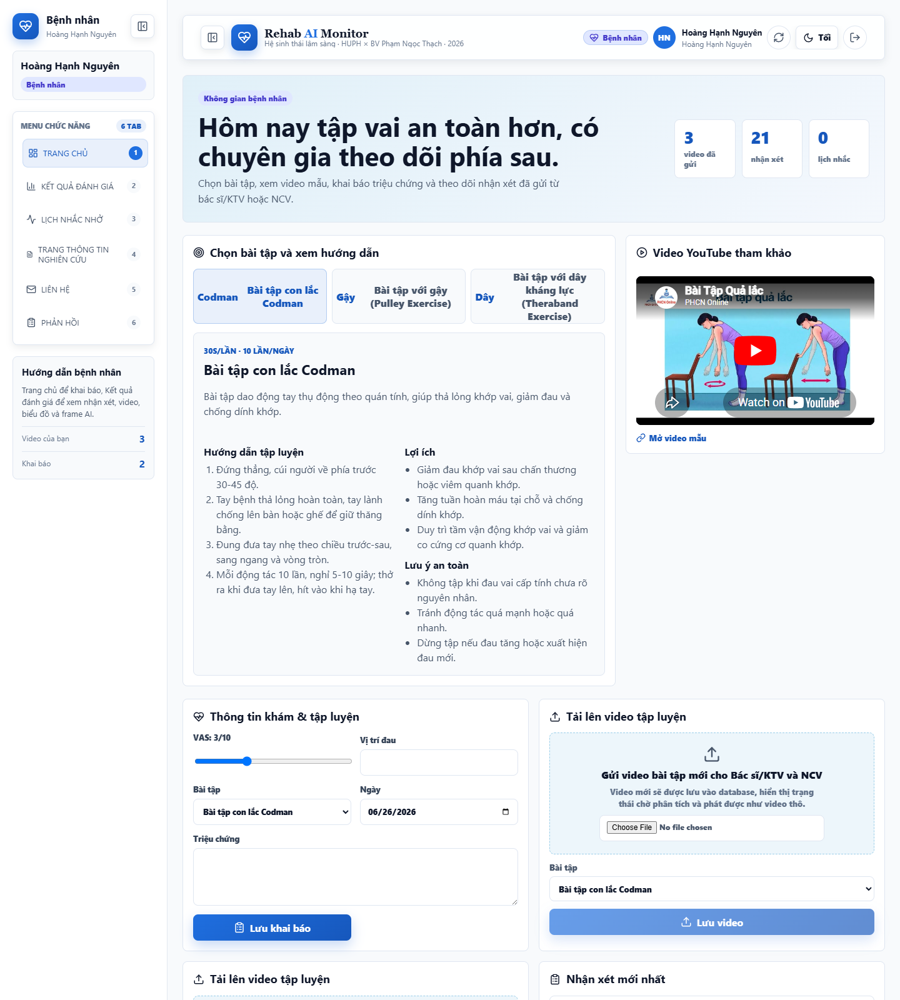 Bệnh nhân
Hoàng Hạnh Nguyên
Hoàng Hạnh Nguyên
Bệnh nhân
MENU CHỨC NĂNG
6 TAB
TRANG CHỦ
1
KẾT QUẢ ĐÁNH GIÁ
2
LỊCH NHẮC NHỞ
3
TRANG THÔNG TIN
NGHIÊN CỨU
4
LIÊN HỆ
5
PHẢN HỒI
6
Hướng dẫn bệnh nhân
Trang chủ để khai báo, Kết quả
đánh giá để xem nhận xét, video,
biểu đồ và frame AI.
Video của bạn
3
Khai báo
2
Rehab AI Monitor
Hệ sinh thái lâm sàng · HUPH × BV Phạm Ngọc Thạch · 2026
Bệnh nhân
HN
Hoàng Hạnh Nguyên
Hoàng Hạnh Nguyên
Tối
Không gian bệnh nhân
Hôm nay tập vai an toàn hơn, có
chuyên gia theo dõi phía sau.
Chọn bài tập, xem video mẫu, khai báo triệu chứng và theo dõi nhận xét đã gửi từ
bác sĩ/KTV hoặc NCV.
3
video đã
gửi
21
nhận xét
0
lịch nhắc
Chọn bài tập và xem hướng dẫn
Codman
Bài tập con lắc
Codman
Gậy
Bài tập với gậy
(Pulley Exercise)
Dây
Bài tập với dây
kháng lực
(Theraband
Exercise)
30S/LẦN · 10 LẦN/NGÀY
Bài tập con lắc Codman
Bài tập dao động tay thụ động theo quán tính, giúp thả lỏng khớp vai, giảm đau và
chống dính khớp.
Hướng dẫn tập luyện
1. Đứng thẳng, cúi người về phía trước
30-45 độ.
2. Tay bệnh thả lỏng hoàn toàn, tay lành
chống lên bàn hoặc ghế để giữ thăng
bằng.
3. Đung đưa tay nhẹ theo chiều trước-sau,
sang ngang và vòng tròn.
4. Mỗi động tác 10 lần, nghỉ 5-10 giây; thở
ra khi đưa tay lên, hít vào khi hạ tay.
Lợi ích
• Giảm đau khớp vai sau chấn thương
hoặc viêm quanh khớp.
• Tăng tuần hoàn máu tại chỗ và chống
dính khớp.
• Duy trì tầm vận động khớp vai và giảm
co cứng cơ quanh khớp.
Lưu ý an toàn
• Không tập khi đau vai cấp tính chưa rõ
nguyên nhân.
• Tránh động tác quá mạnh hoặc quá
nhanh.
• Dừng tập nếu đau tăng hoặc xuất hiện
đau mới.
Video YouTube tham khảo
Bài Tập Quả lắc
PHCN Online
PHCN Online
Bài tập quả lắc
Watch on YouTube
Mở video mẫu
Thông tin khám & tập luyện
VAS: 3/10
Vị trí đau
Bài tập
Bài tập con lắc Codman
Ngày
06/26/2026
Triệu chứng
Lưu khai báo
Tải lên video tập luyện
Gửi video bài tập mới cho Bác sĩ/KTV và NCV
Video mới sẽ được lưu vào database, hiển thị trạng
thái chờ phân tích và phát được như video thô.
Choose File No file chosen
Bài tập
Bài tập con lắc Codman
Lưu video
Tải lên video tập luyện
Nhận xét mới nhất